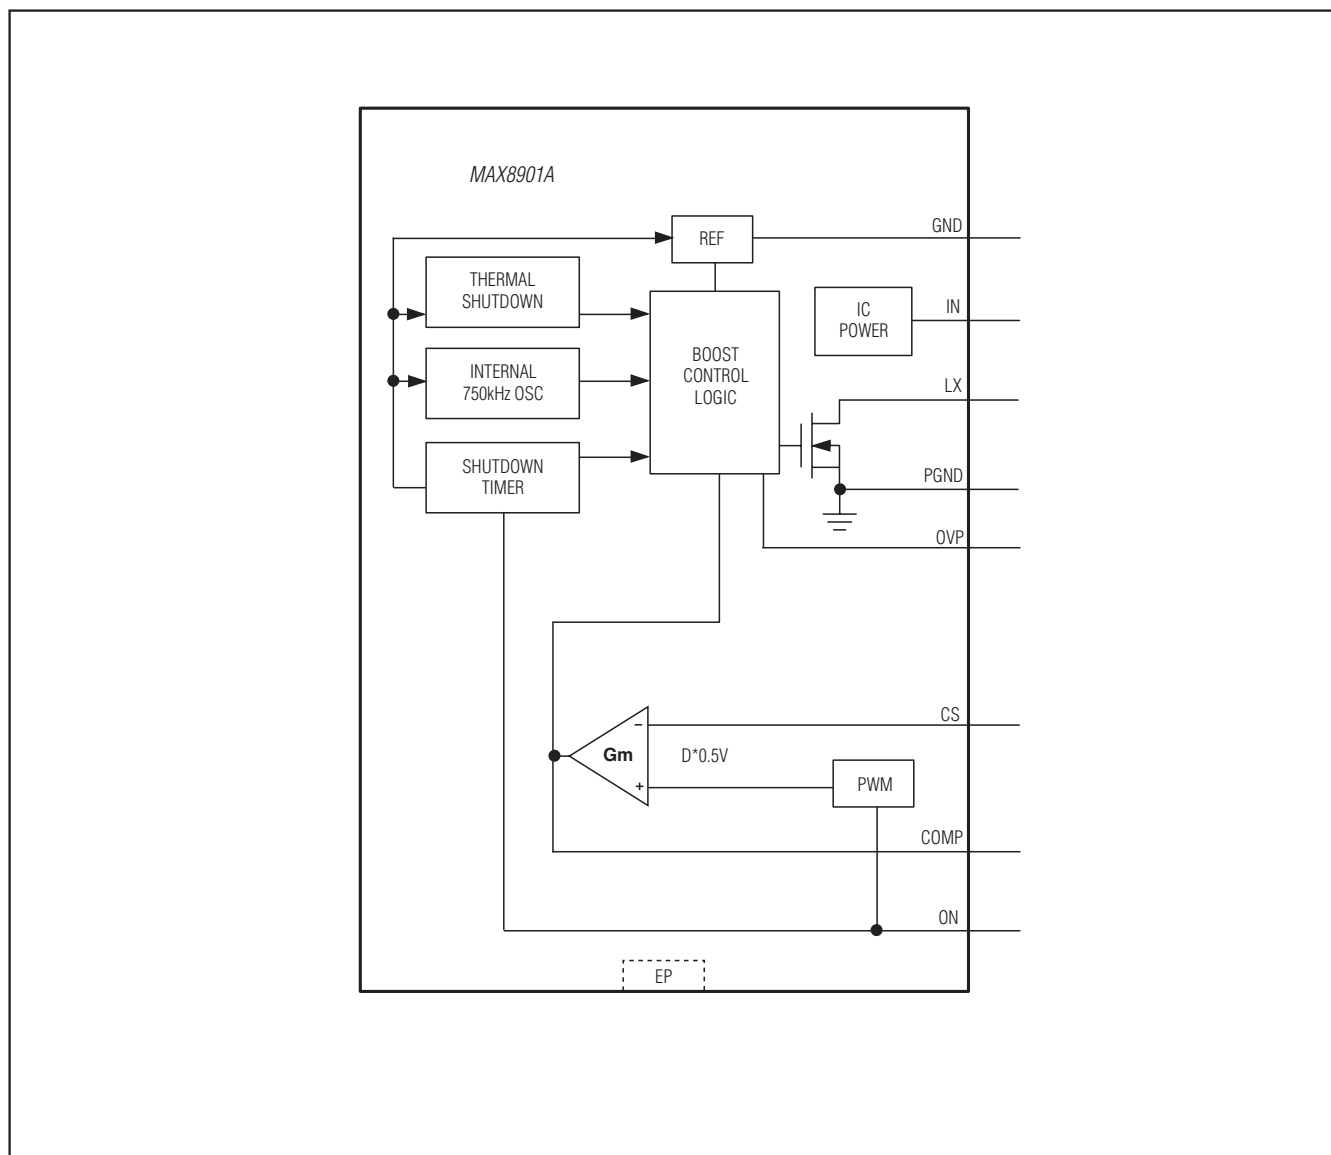 MAX8901A
REF
GND
THERMAL
SHUTDOWN
IC
POWER
IN
INTERNAL
750kHz OSC
BOOST
CONTROL
LOGIC
LX
SHUTDOWN
TIMER
PGND
OVP
CS
−
Gm
D*0.5V
+
PWM
COMP
ON
EP